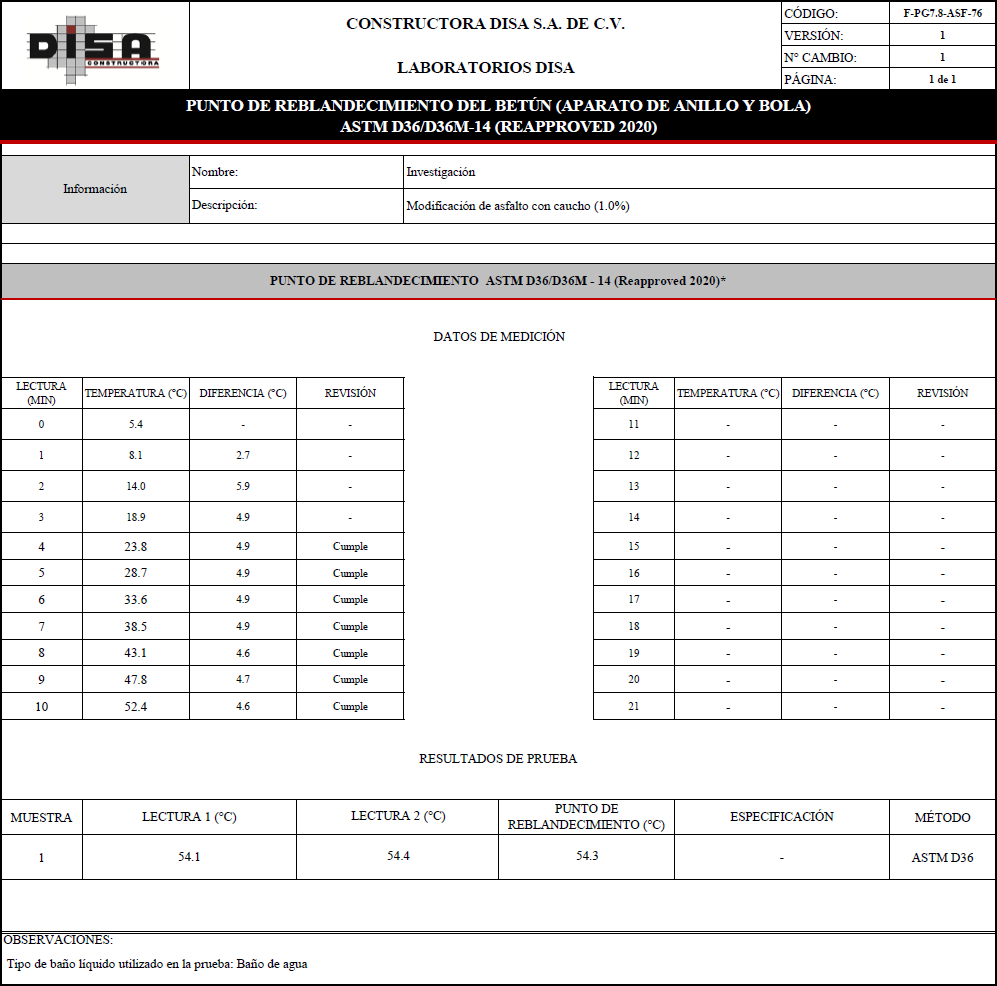 DISA
CONSTRUCTORA
CONSTRUCTORA DISA S.A. DE C.V.
LABORATORIOS DISA
CÓDIGO: F-PG7.8-ASF-76
VERSIÓN: 1
N° CAMBIO: 1
PÁGINA: 1 de 1
PUNTO DE REBLANDECIMIENTO DEL BETÚN (APARATO DE ANILLO Y BOLA)
ASTM D36/D36M-14 (REAPPROVED 2020)
Información
Nombre: Investigación
Descripción: Modificación de asfalto con caucho (1.0%)
PUNTO DE REBLANDECIMIENTO ASTM D36/D36M - 14 (Reapproved 2020)*
DATOS DE MEDICIÓN
LECTURA (MIN) TEMPERATURA (°C) DIFERENCIA (°C) REVISIÓN
0 5.4 - -
1 8.1 2.7 -
2 14.0 5.9 -
3 18.9 4.9 -
4 23.8 4.9 Cumple
5 28.7 4.9 Cumple
6 33.6 4.9 Cumple
7 38.5 4.9 Cumple
8 43.1 4.6 Cumple
9 47.8 4.7 Cumple
10 52.4 4.6 Cumple
LECTURA (MIN) TEMPERATURA (°C) DIFERENCIA (°C) REVISIÓN
11 - - -
12 - - -
13 - - -
14 - - -
15 - - -
16 - - -
17 - - -
18 - - -
19 - - -
20 - - -
21 - - -
RESULTADOS DE PRUEBA
MUESTRA LECTURA 1 (°C) LECTURA 2 (°C) PUNTO DE REBLANDECIMIENTO (°C) ESPECIFICACIÓN MÉTODO
1 54.1 54.4 54.3 - ASTM D36
OBSERVACIONES:
Tipo de baño líquido utilizado en la prueba: Baño de agua